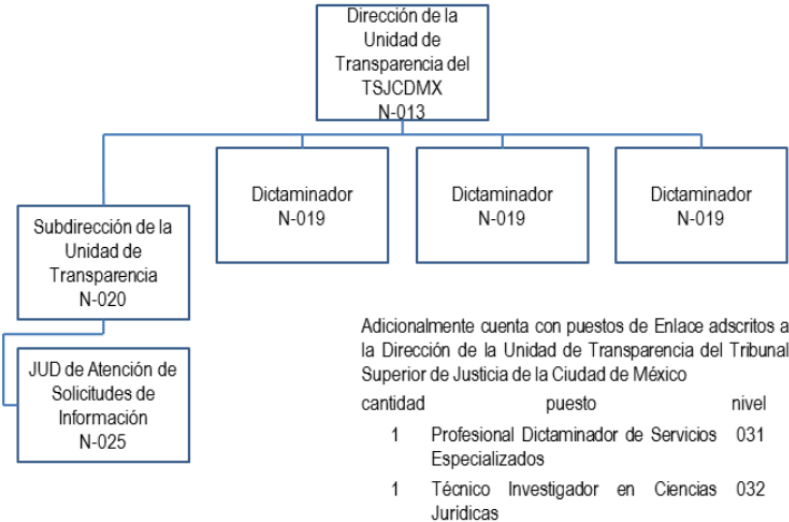 Dirección de la
Unidad de
Transparencia del
TSJCDMX
N-013
Dictaminador
N-019
Dictaminador
N-019
Dictaminador
N-019
Subdirección de la
Unidad de
Transparencia
N-020
JUD de Atención de
Solicitudes de
Información
N-025
Adicionalmente cuenta con puestos de Enlace adscritos a
la Dirección de la Unidad de Transparencia del Tribunal
Superior de Justicia de la Ciudad de México
cantidad puesto nivel
1 Profesional Dictaminador de Servicios 031
Especializados
1 Técnico Investigador en Ciencias 032
Jurídicas